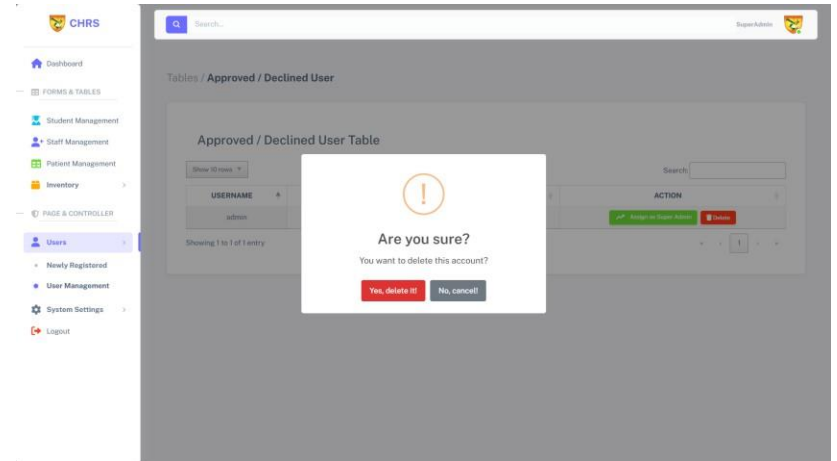 CHRS
Search...
SuperAdmin
Dashboard
FORMS & TABLES
Student Management
Staff Management
Patient Management
Inventory
PAGE & CONTROLLER
Users
Newly Registered
User Management
System Settings
Logout
Tables / Approved / Declined User
Approved / Declined User Table
Show 10 rows
Search:
USERNAME
ACTION
admin
Assign as Super Admin
Delete
Showing 1 to 1 of 1 entry
1
!
Are you sure?
You want to delete this account?
Yes, delete it!
No, cancel!